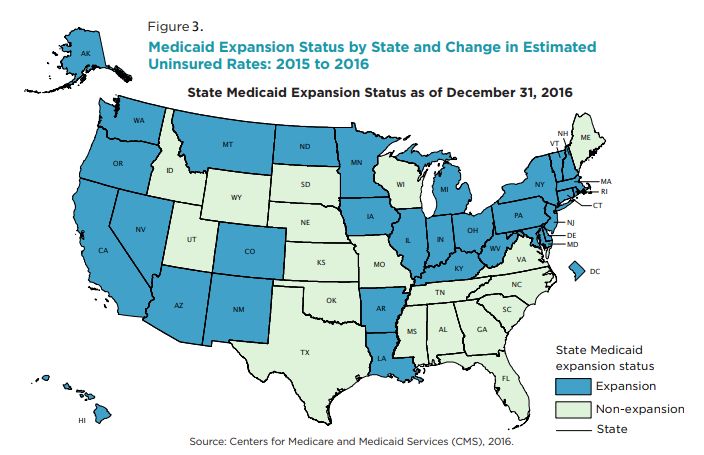 Figure 3.
Medicaid Expansion Status by State and Change in Estimated
Uninsured Rates: 2015 to 2016
State Medicaid Expansion Status as of December 31, 2016
AK
WA
MT
ND
MN
OR
ID
WY
SD
WI
MI
VT
NH
ME
MA
RI
CT
NY
NJ
DE
MD
DC
PA
NV
UT
CO
NE
IA
IL
IN
OH
WV
VA
CA
KS
MO
KY
NC
AZ
NM
OK
AR
TN
SC
TX
LA
MS
AL
GA
FL
HI
State Medicaid
expansion status
Expansion
Non-expansion
State
Source: Centers for Medicare and Medicaid Services (CMS), 2016.